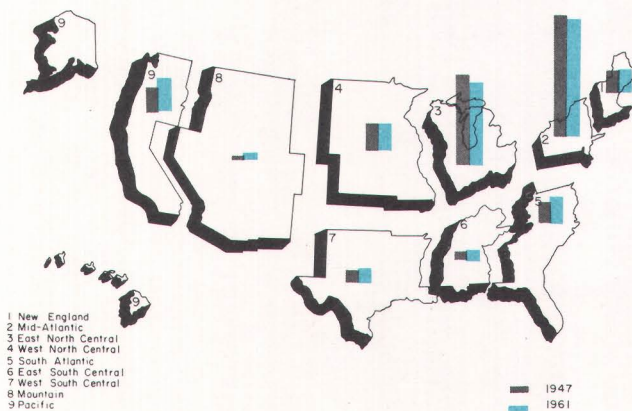 9
9
8
4
3
2
1
5
6
7
9
1 New England
2 Mid-Atlantic
3 East North Central
4 West North Central
5 South Atlantic
6 East South Central
7 West South Central
8 Mountain
9 Pacific
1947
1961